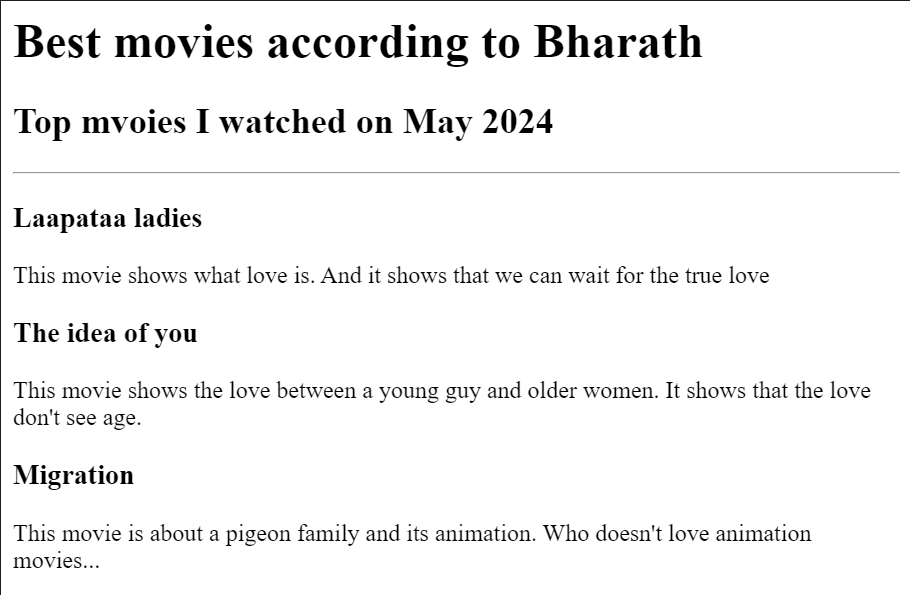 Best movies according to Bharath
Top mvoies I watched on May 2024
Laapataa ladies
This movie shows what love is. And it shows that we can wait for the true love
The idea of you
This movie shows the love between a young guy and older women. It shows that the love
don't see age.
Migration
This movie is about a pigeon family and its animation. Who doesn't love animation
movies...